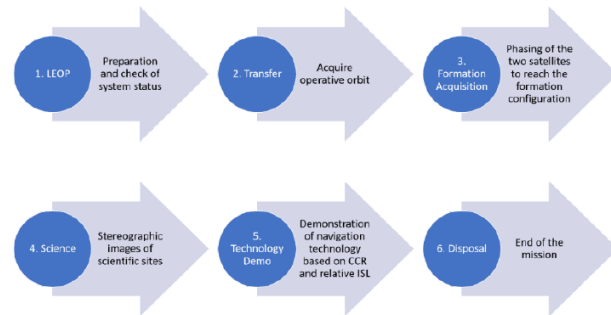 1. LEOP
Preparation
and check of
system status
2. Transfer
Acquire
operative orbit
3.
Formation
Acquisition
Phasing of the
two satellites
to reach the
formation
configuration
4. Science
Stereographic
images of
scientific sites
5.
Technology
Demo
Demonstration
of navigation
technology
based on CCR
and relative ISL
6. Disposal
End of the
mission